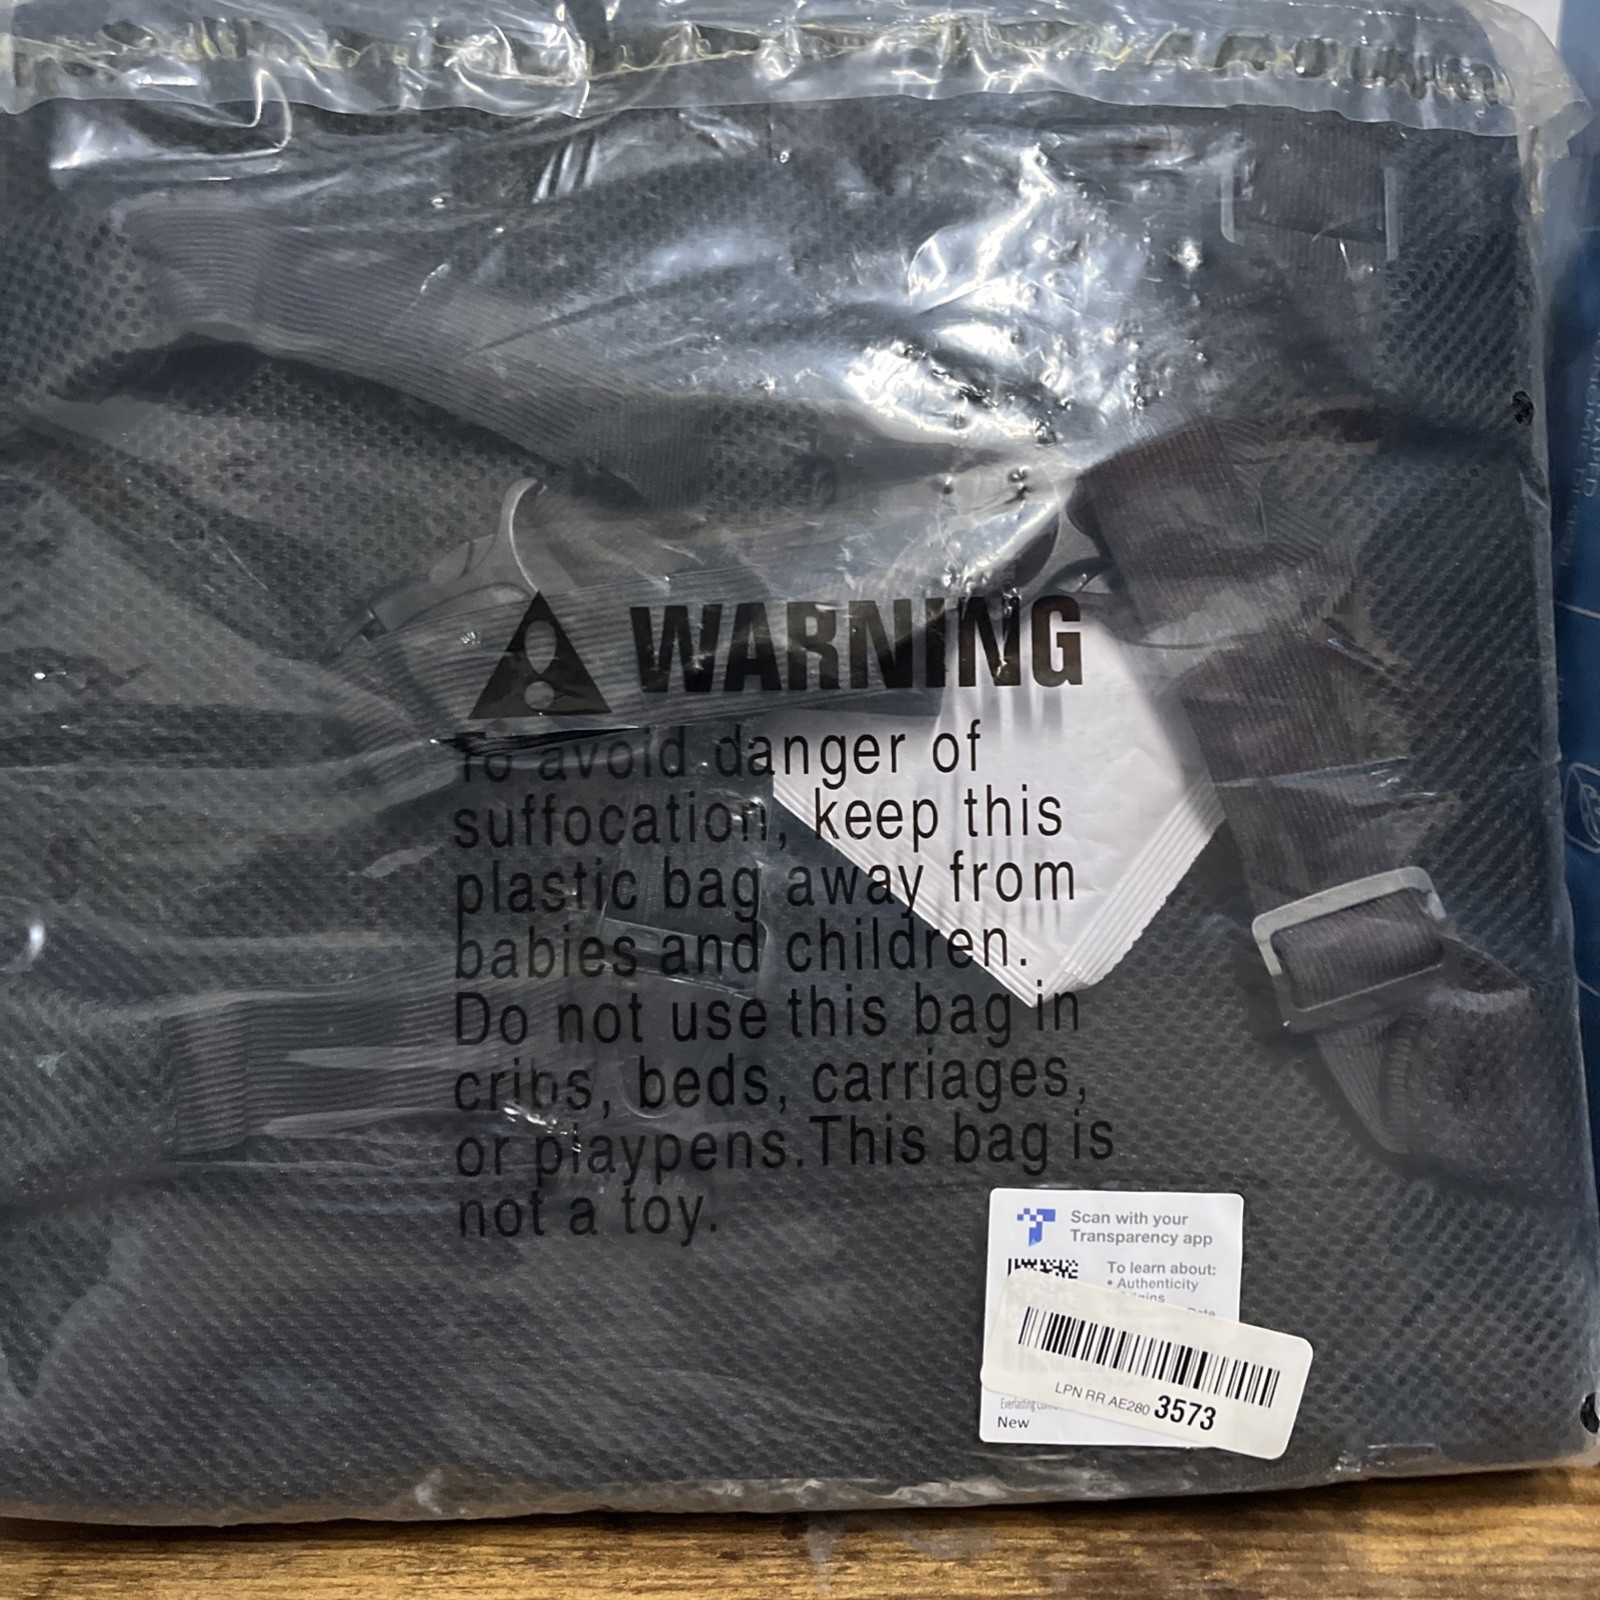 WARNING
To avoid danger of
suffocation, keep this
plastic bag away from
babies and children.
Do not use this bag in
cribs, beds, carriages,
or playpens.This bag is
not a toy.
Scan with your
Transparency app
To learn about:
• Authenticity
Date
LPN RR AE280 3573
Everlasting
New